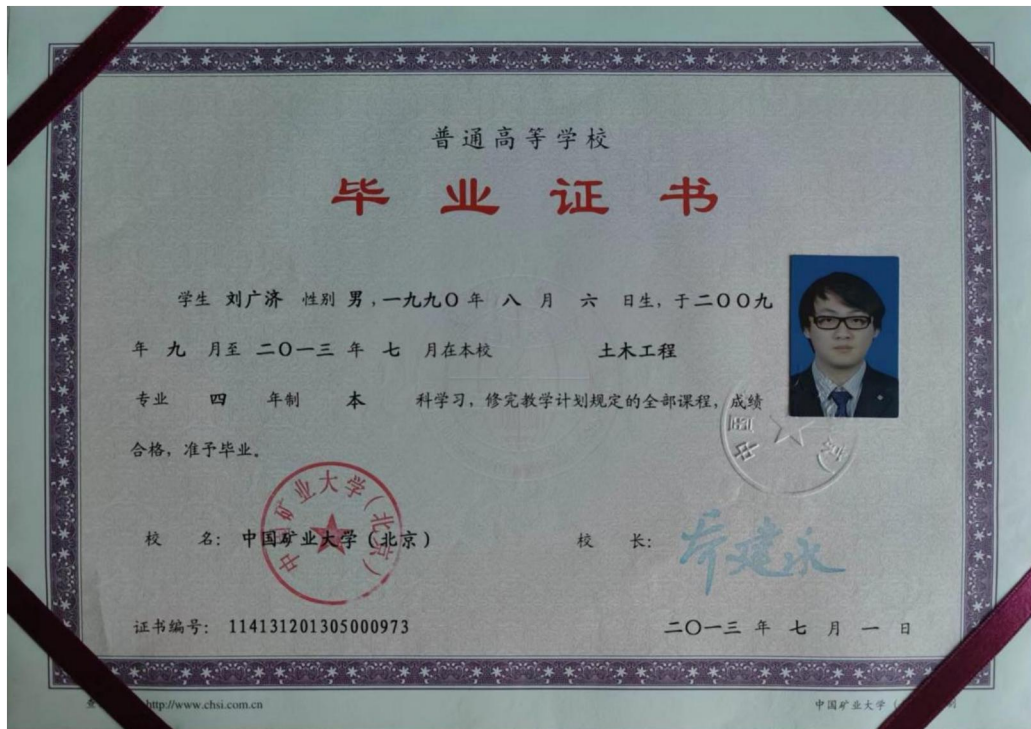 普通高等学校
毕业证书
学生 刘广济 性别 男，一九九〇年 八 月 六 日生，于二〇〇九
年 九 月至 二〇一三 年 七 月在本校 土木工程
专业 四 年制 本 科学习，修完教学计划规定的全部课程，成绩
合格，准予毕业。
中国矿业大学（北京）
校 名：中国矿业大学（北京） 校 长：乔建永
证书编号：114131201305000973 二〇一三 年 七 月 一 日
http://www.chsi.com.cn 中国矿业大学